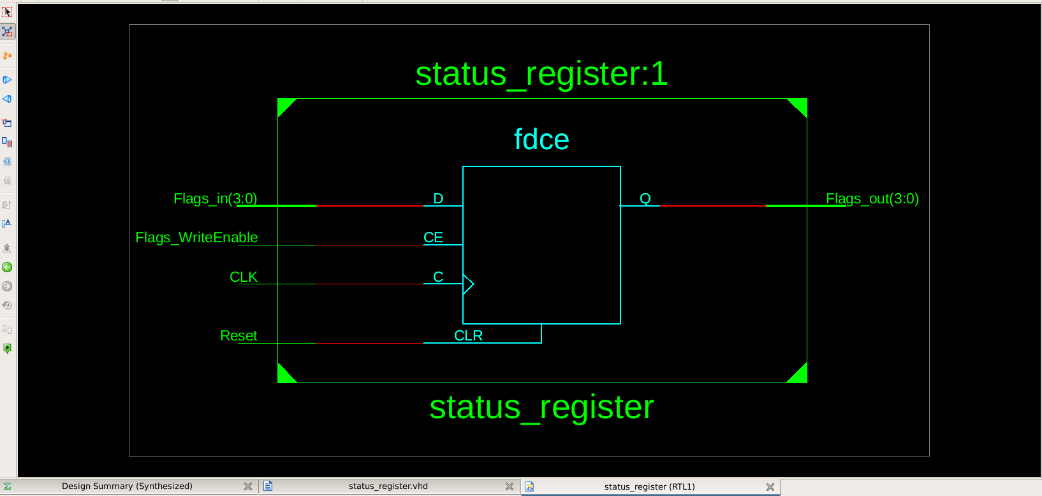 status_register:1
fdce
Flags_in(3:0)
D
Q
Flags_out(3:0)
Flags_WriteEnable
CE
CLK
C
Reset
CLR
status_register
Design Summary (Synthesized)
status_register.vhd
status_register (RTL1)